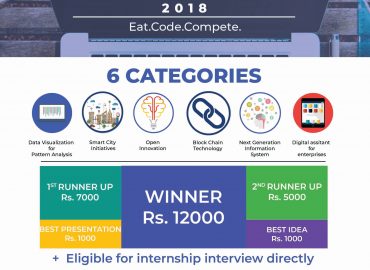 2018
Eat.Code.Compete.
6 CATEGORIES
Data Visualization
for
Pattern Analysis
Smart City
Initiatives
Open
Innovation
Block Chain
Technology
Next Generation
Information
System
Digital assitant
for
enterprises
1ST RUNNER UP
Rs. 7000
WINNER
Rs. 12000
2ND RUNNER UP
Rs. 5000
BEST PRESENTATION
Rs. 1000
BEST IDEA
Rs. 1000
+ Eligible for internship interview directly